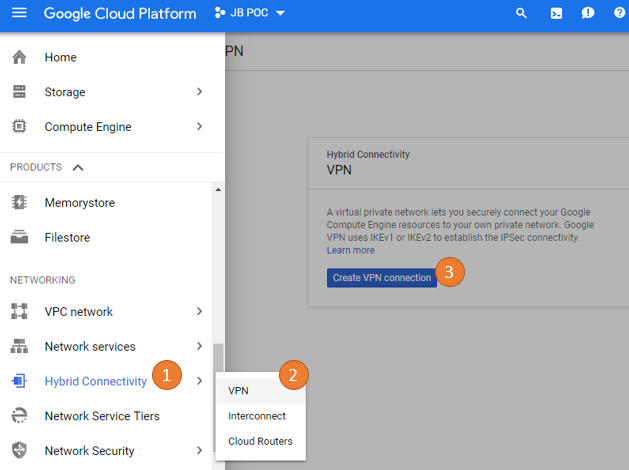 Google Cloud Platform
JB POC
PN
Home
Storage
Compute Engine
PRODUCTS
Memorystore
Filestore
NETWORKING
VPC network
Network services
Hybrid Connectivity
1
Network Service Tiers
Network Security
2
VPN
Interconnect
Cloud Routers
Hybrid Connectivity
VPN
A virtual private network lets you securely connect your Google
Compute Engine resources to your own private network. Google
VPN uses IKEv1 or IKEv2 to establish the IPSec connectivity.
Learn more
Create VPN connection
3